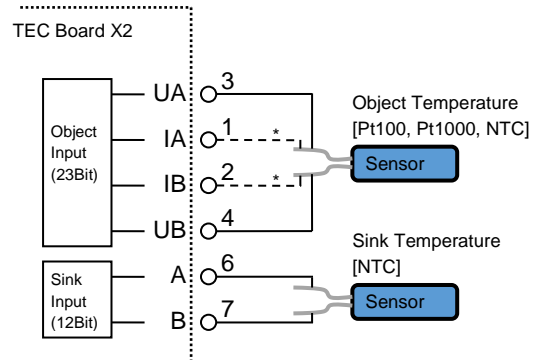 TEC Board X2
UA 3
Object Temperature
[Pt100, Pt1000, NTC]
Object
Input
(23Bit)
IA 1 *
Sensor
IB 2 *
UB 4
Sink Temperature
[NTC]
Sink
Input
(12Bit)
A 6
Sensor
B 7